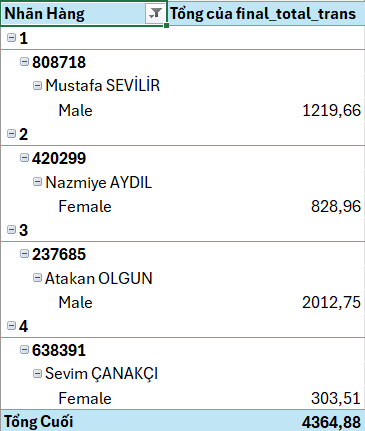 Nhãn Hàng Tổng của final_total_trans
1
808718
Mustafa SEVİLİR
Male 1219,66
2
420299
Nazmiye AYDIL
Female 828,96
3
237685
Atakan OLGUN
Male 2012,75
4
638391
Sevim ÇANAKÇI
Female 303,51
Tổng Cuối 4364,88